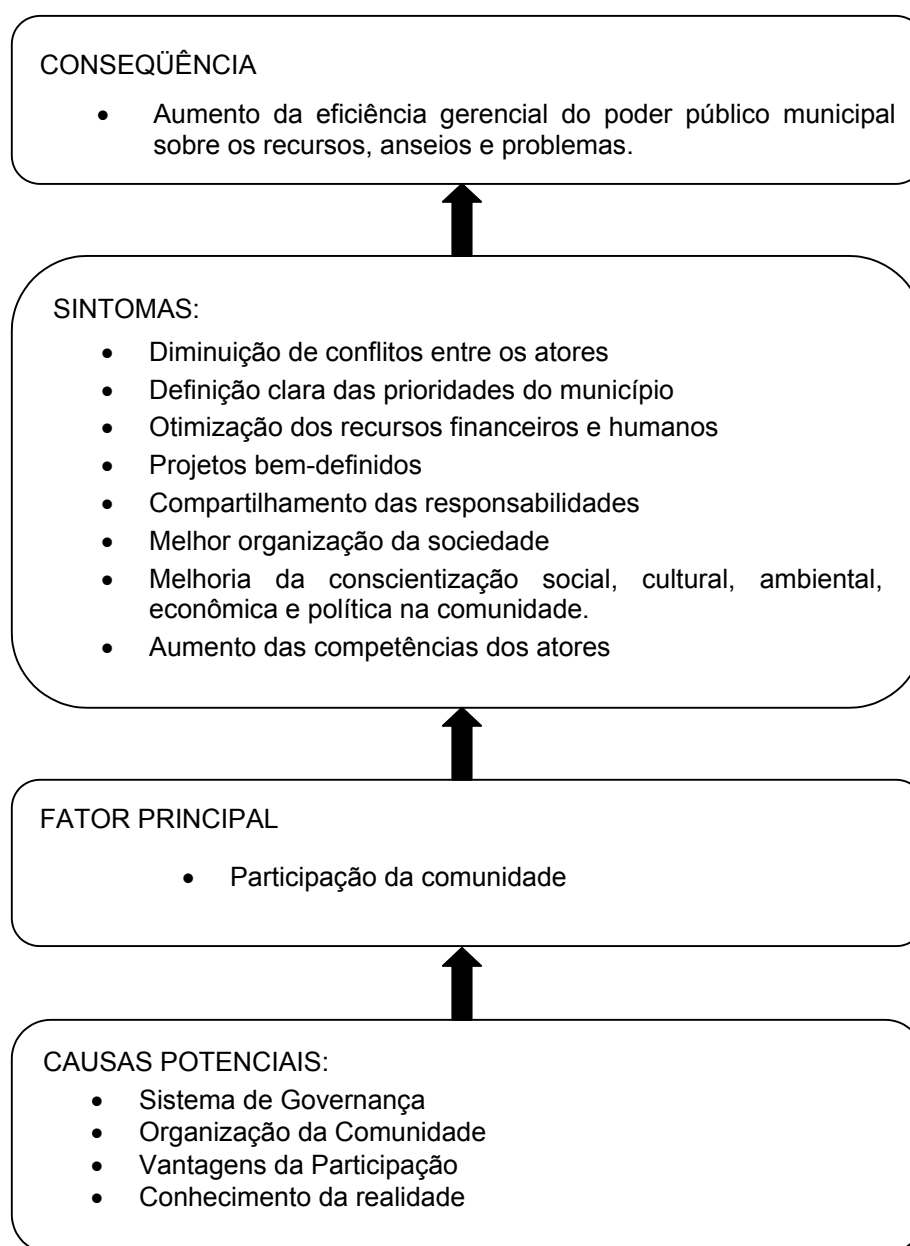 CONSEQÜÊNCIA
• Aumento da eficiência gerencial do poder público municipal
sobre os recursos, anseios e problemas.
SINTOMAS:
• Diminuição de conflitos entre os atores
• Definição clara das prioridades do município
• Otimização dos recursos financeiros e humanos
• Projetos bem-definidos
• Compartilhamento das responsabilidades
• Melhor organização da sociedade
• Melhoria da conscientização social, cultural, ambiental,
econômica e política na comunidade.
• Aumento das competências dos atores
FATOR PRINCIPAL
• Participação da comunidade
CAUSAS POTENCIAIS:
• Sistema de Governança
• Organização da Comunidade
• Vantagens da Participação
• Conhecimento da realidade